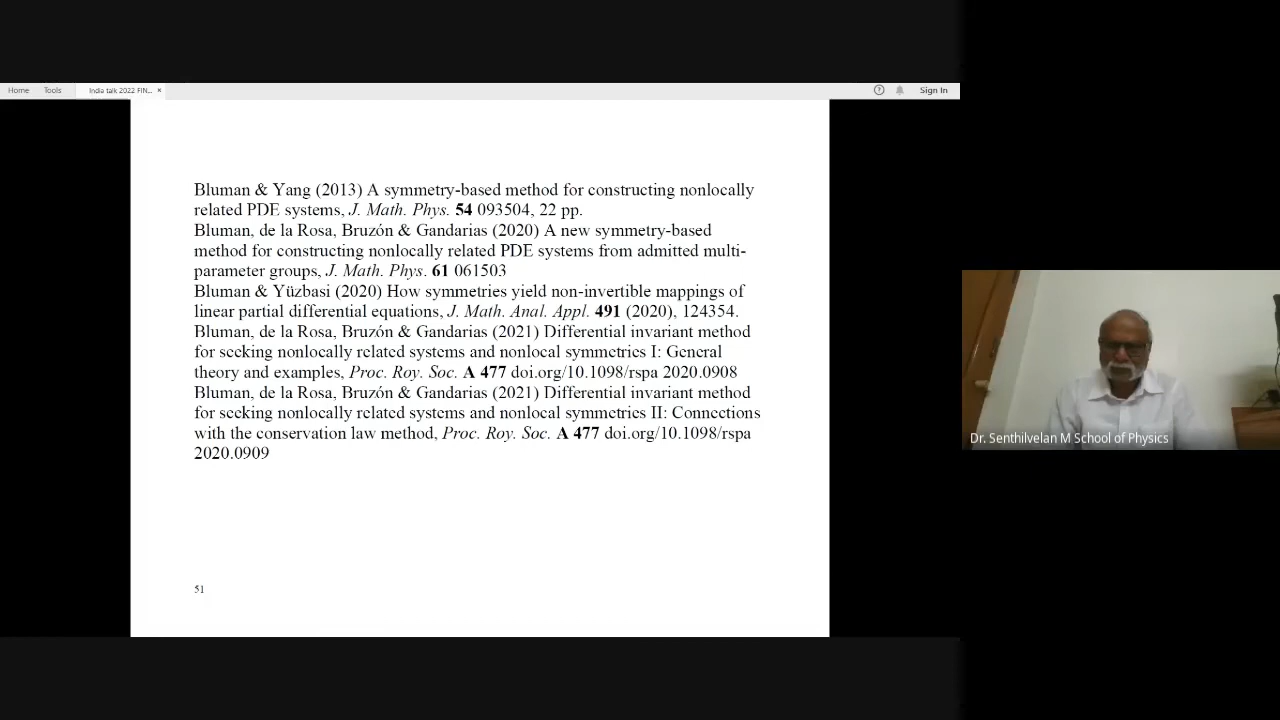 Home Tools India talk 2022 FIN... × Sign In
Bluman & Yang (2013) A symmetry-based method for constructing nonlocally
related PDE systems, J. Math. Phys. 54 093504, 22 pp.
Bluman, de la Rosa, Bruzón & Gandarias (2020) A new symmetry-based
method for constructing nonlocally related PDE systems from admitted multi-
parameter groups, J. Math. Phys. 61 061503
Bluman & Yüzbasi (2020) How symmetries yield non-invertible mappings of
linear partial differential equations, J. Math. Anal. Appl. 491 (2020), 124354.
Bluman, de la Rosa, Bruzón & Gandarias (2021) Differential invariant method
for seeking nonlocally related systems and nonlocal symmetries I: General
theory and examples, Proc. Roy. Soc. A 477 doi.org/10.1098/rspa 2020.0908
Bluman, de la Rosa, Bruzón & Gandarias (2021) Differential invariant method
for seeking nonlocally related systems and nonlocal symmetries II: Connections
with the conservation law method, Proc. Roy. Soc. A 477 doi.org/10.1098/rspa
2020.0909
51
Dr. Senthilvelan M School of Physics